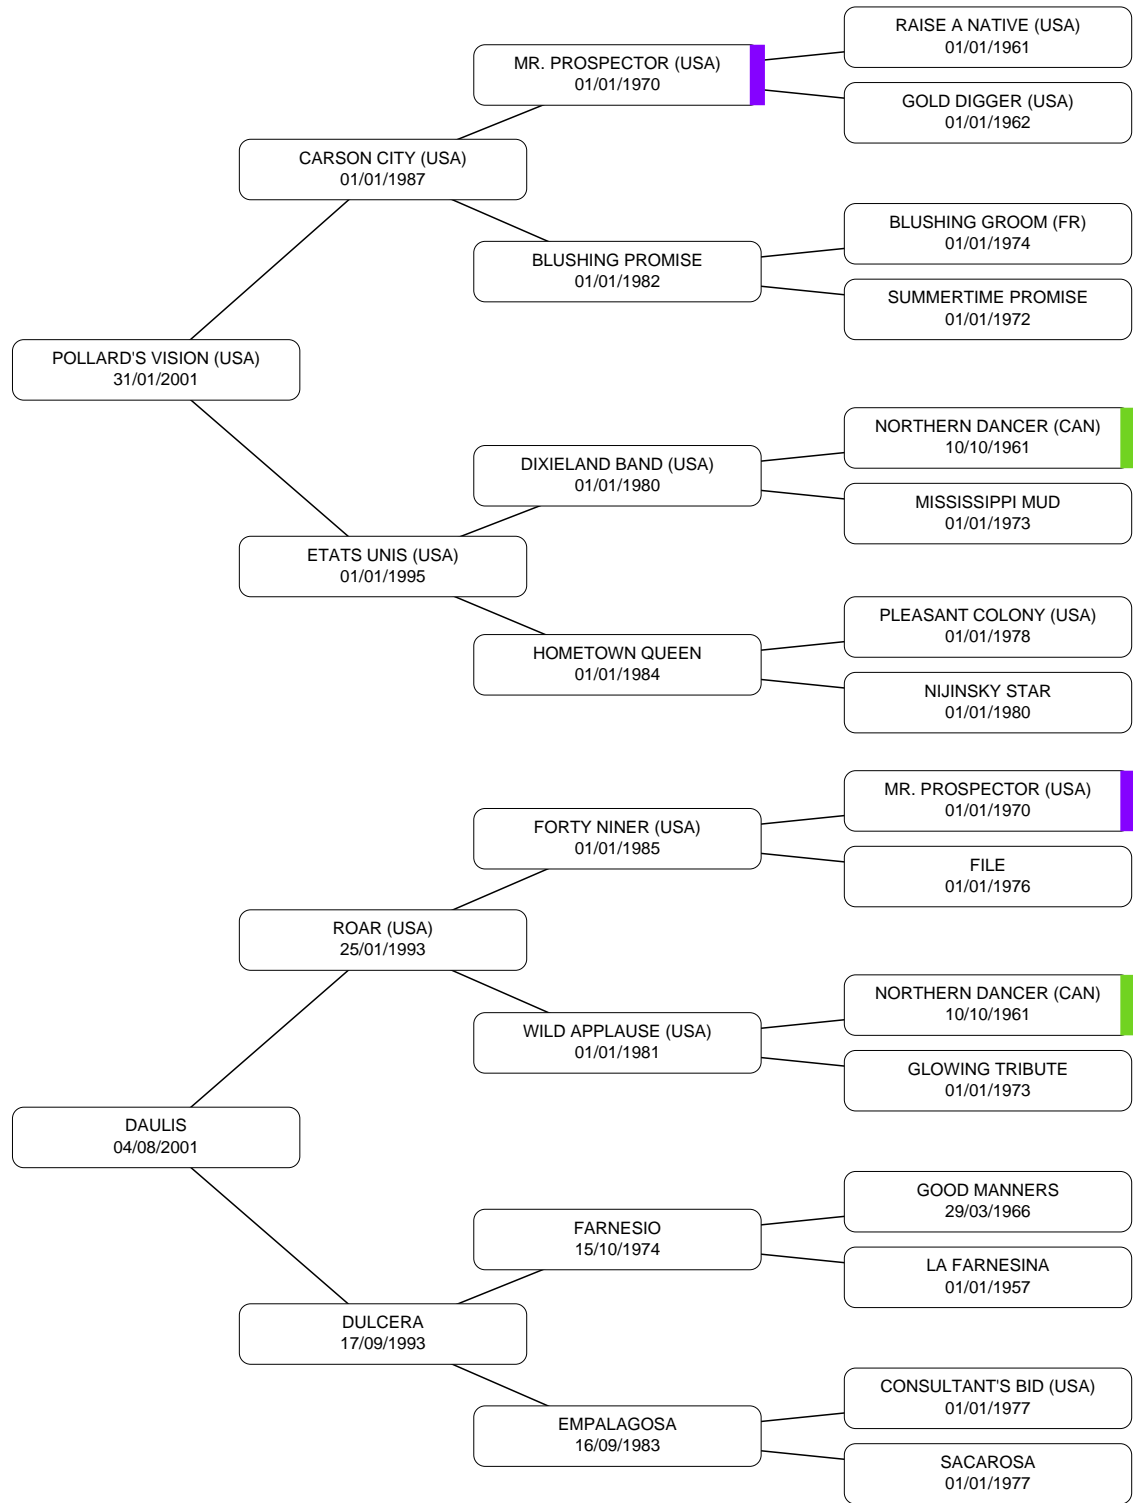 RAISE A NATIVE (USA)
01/01/1961
MR. PROSPECTOR (USA)
01/01/1970
GOLD DIGGER (USA)
01/01/1962
CARSON CITY (USA)
01/01/1987
BLUSHING GROOM (FR)
01/01/1974
BLUSHING PROMISE
01/01/1982
SUMMERTIME PROMISE
01/01/1972
POLLARD'S VISION (USA)
31/01/2001
NORTHERN DANCER (CAN)
10/10/1961
DIXIELAND BAND (USA)
01/01/1980
MISSISSIPPI MUD
01/01/1973
ETATS UNIS (USA)
01/01/1995
PLEASANT COLONY (USA)
01/01/1978
HOMETOWN QUEEN
01/01/1984
NIJINSKY STAR
01/01/1980
MR. PROSPECTOR (USA)
01/01/1970
FORTY NINER (USA)
01/01/1985
FILE
01/01/1976
ROAR (USA)
25/01/1993
NORTHERN DANCER (CAN)
10/10/1961
WILD APPLAUSE (USA)
01/01/1981
GLOWING TRIBUTE
01/01/1973
DAULIS
04/08/2001
GOOD MANNERS
29/03/1966
FARNESIO
15/10/1974
LA FARNESINA
01/01/1957
DULCERA
17/09/1993
CONSULTANT'S BID (USA)
01/01/1977
EMPALAGOSA
16/09/1983
SACAROSA
01/01/1977